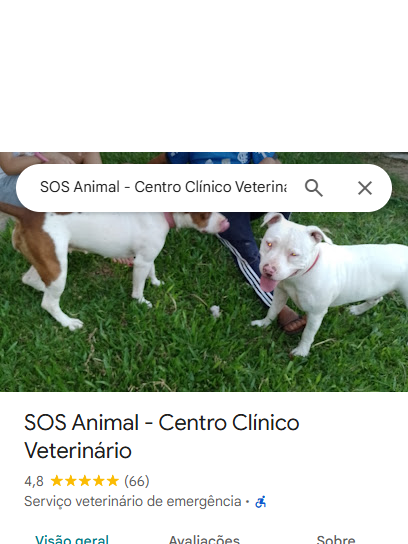 SOS Animal - Centro Clínico Veteriná
SOS Animal - Centro Clínico
Veterinário
4,8 (66)
Serviço veterinário de emergência ·
Visão geral Avaliações Sobre